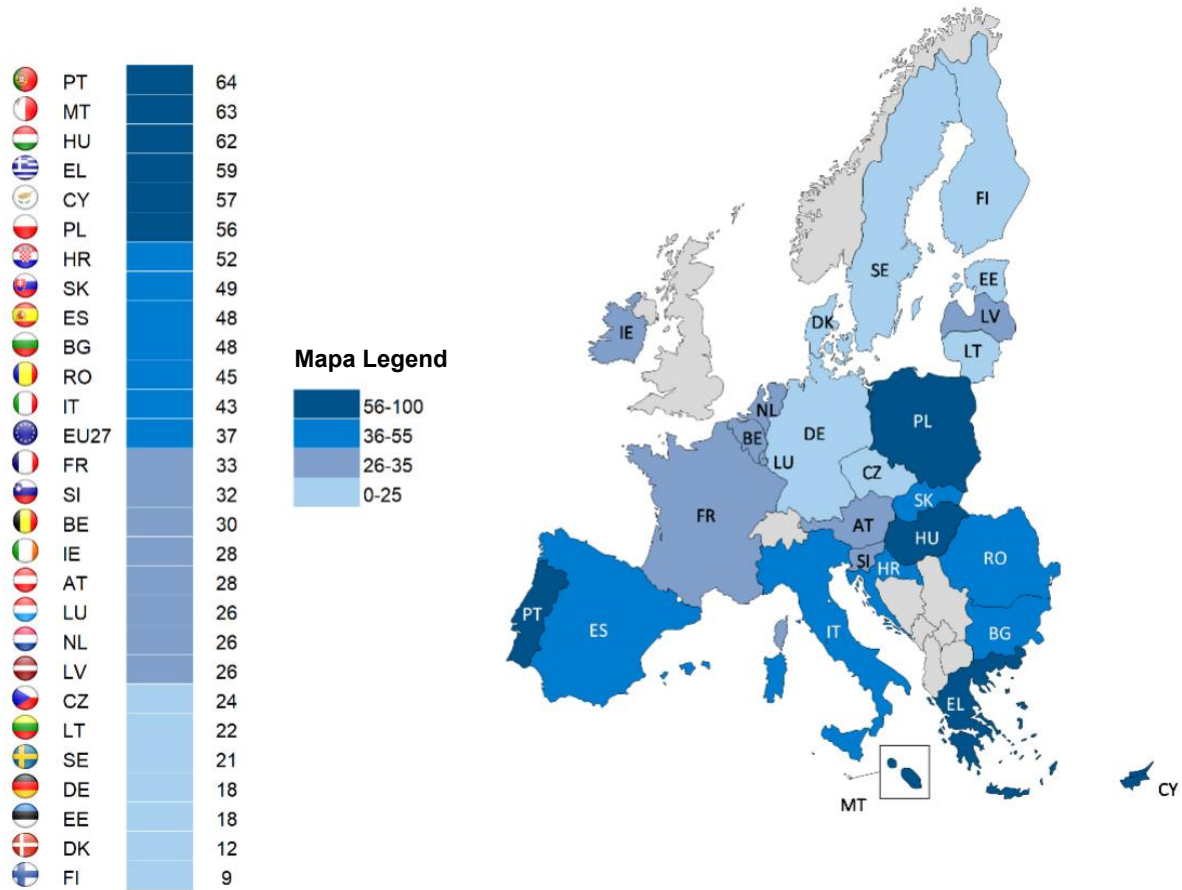 PT 64
MT 63
HU 62
EL 59
CY 57
PL 56
HR 52
SK 49
ES 48
BG 48
RO 45
IT 43
EU27 37
FR 33
SI 32
BE 30
IE 28
AT 28
LU 26
NL 26
LV 26
CZ 24
LT 22
SE 21
DE 18
EE 18
DK 12
FI 9
Mapa Legend
56-100
36-55
26-35
0-25
FI
SE
EE
LV
DK
LT
IE
NL
PL
BE
DE
LU
CZ
SK
FR
AT
HU
SI
HR
RO
PT
ES
IT
BG
EL
MT
CY